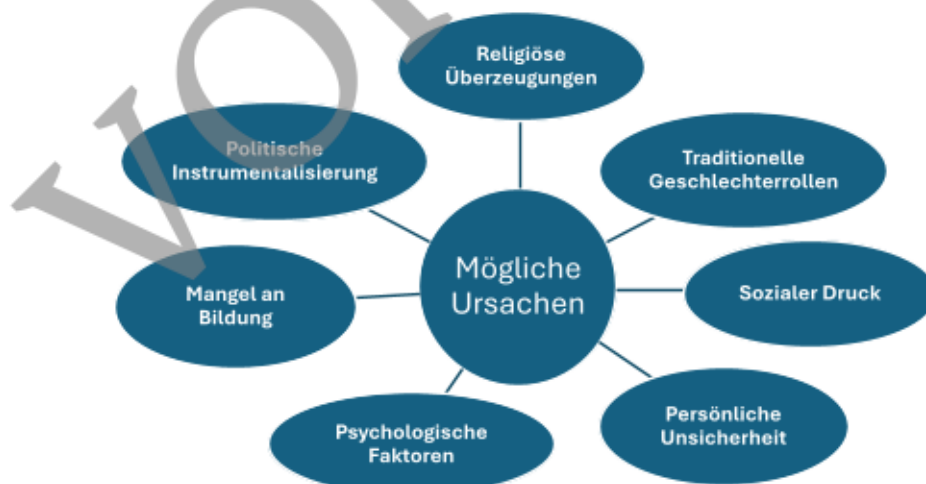 Religiöse
Überzeugungen
Politische
Instrumentalisierung
Traditionelle
Geschlechterrollen
Mögliche
Ursachen
Sozialer Druck
Mangel an
Bildung
Persönliche
Unsicherheit
Psychologische
Faktoren